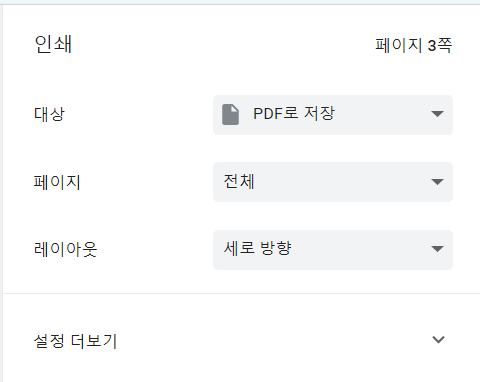 인쇄
페이지 3쪽
대상
PDF로 저장
페이지
전체
레이아웃
세로 방향
설정 더보기